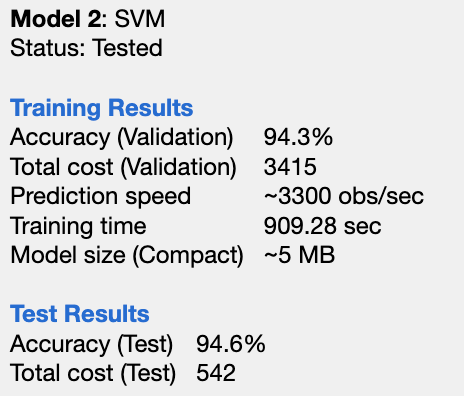 Model 2: SVM
Status: Tested
Training Results
Accuracy (Validation) 94.3%
Total cost (Validation) 3415
Prediction speed ~3300 obs/sec
Training time 909.28 sec
Model size (Compact) ~5 MB
Test Results
Accuracy (Test) 94.6%
Total cost (Test) 542